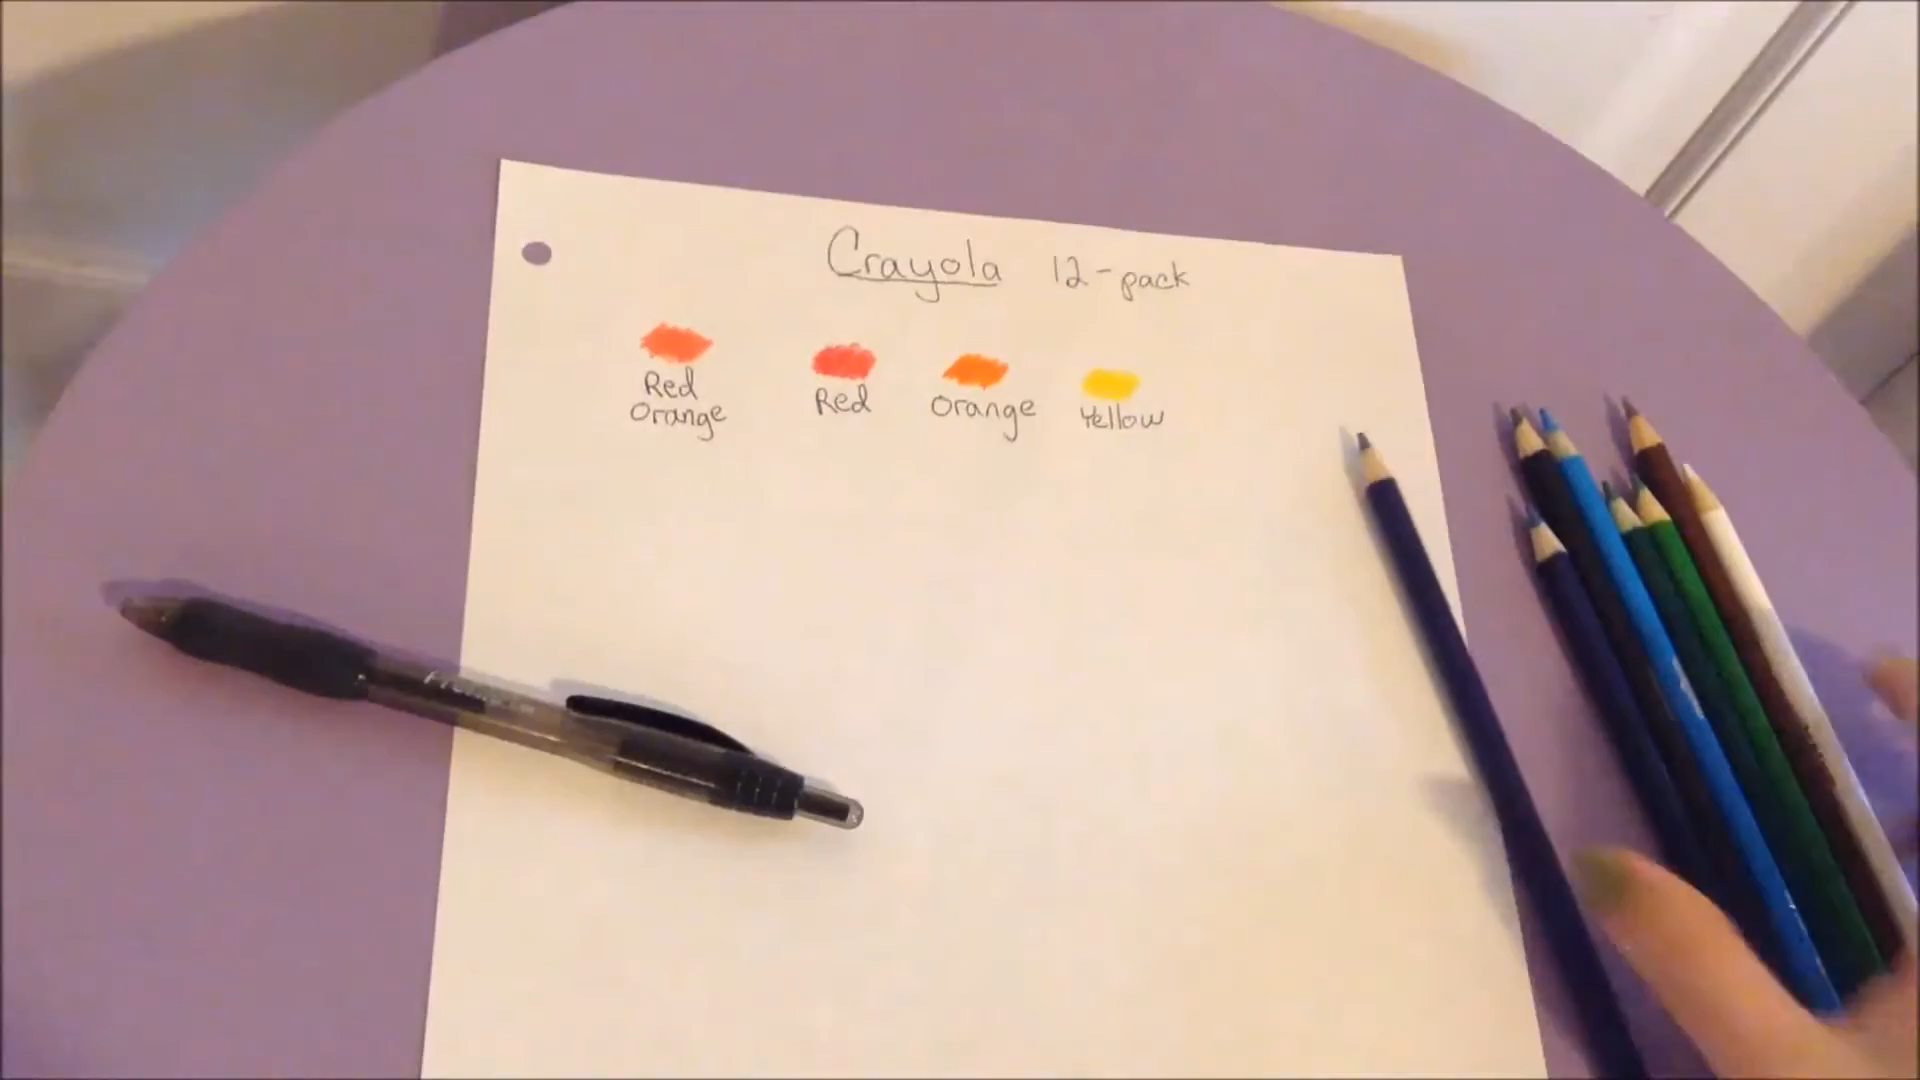 Crayola 12-pack
Red
Orange
Red
Orange
Yellow